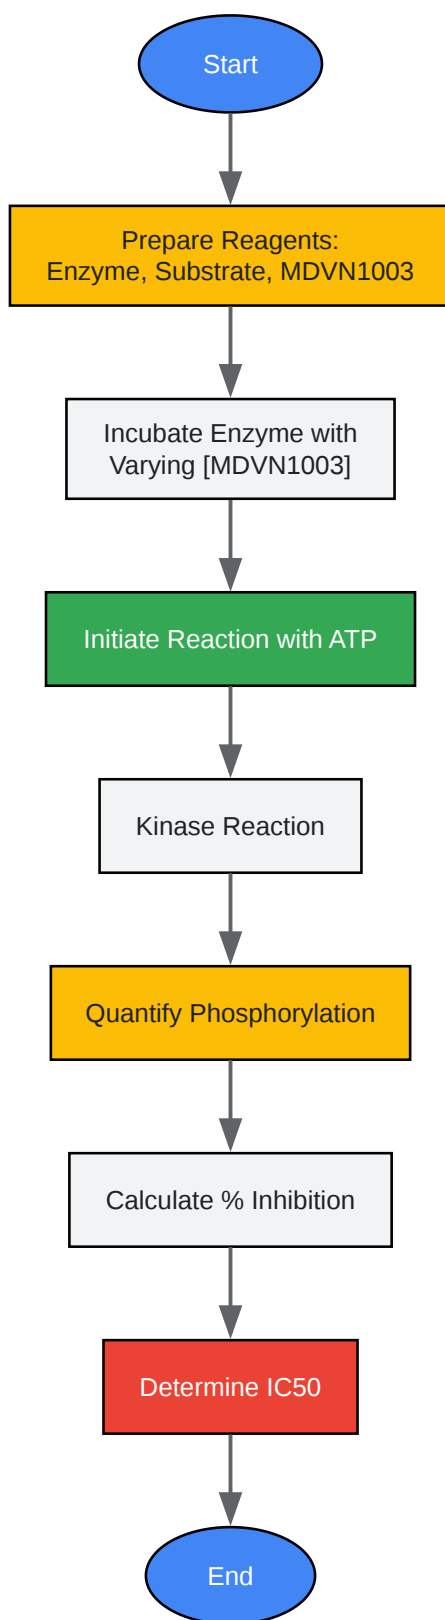 Start
Prepare Reagents:
Enzyme, Substrate, MDVN1003
Incubate Enzyme with
Varying [MDVN1003]
Initiate Reaction with ATP
Kinase Reaction
Quantify Phosphorylation
Calculate % Inhibition
Determine IC50
End